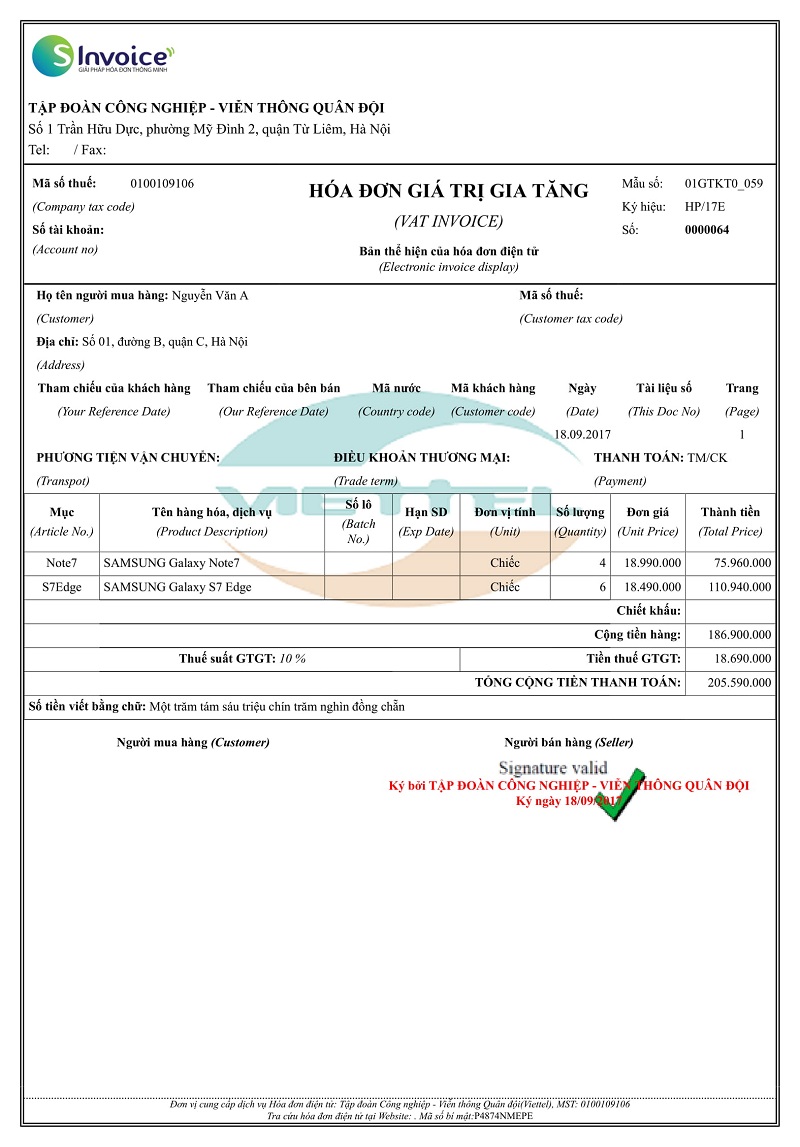 S Invoice
GIẢI PHÁP HÓA ĐƠN THÔNG MINH
TẬP ĐOÀN CÔNG NGHIỆP - VIỄN THÔNG QUÂN ĐỘI
Số 1 Trần Hữu Dực, phường Mỹ Đình 2, quận Từ Liêm, Hà Nội
Tel: / Fax:
Mã số thuế: 0100109106
(Company tax code)
Số tài khoản:
(Account no)
HÓA ĐƠN GIÁ TRỊ GIA TĂNG
(VAT INVOICE)
Bản thể hiện của hóa đơn điện tử
(Electronic invoice display)
Mẫu số: 01GTKT0_059
Ký hiệu: HP/17E
Số: 0000064
Họ tên người mua hàng: Nguyễn Văn A
(Customer)
Mã số thuế:
(Customer tax code)
Địa chỉ: Số 01, đường B, quận C, Hà Nội
(Address)
Tham chiếu của khách hàng Tham chiếu của bên bán Mã nước Mã khách hàng Ngày Tài liệu số Trang
(Your Reference Date) (Our Reference Date) (Country code) (Customer code) (Date) (This Doc No) (Page)
18.09.2017 1
PHƯƠNG TIỆN VẬN CHUYỂN: ĐIỀU KHOẢN THƯƠNG MẠI: THANH TOÁN: TM/CK
(Transpot) (Trade term) (Payment)
VIETTEL
Mục Tên hàng hóa, dịch vụ Số lô Hạn SD Đơn vị tính Số lượng Đơn giá Thành tiền
(Article No.) (Product Description) (Batch No.) (Exp Date) (Unit) (Quantity) (Unit Price) (Total Price)
Note7 SAMSUNG Galaxy Note7 Chiếc 4 18.990.000 75.960.000
S7Edge SAMSUNG Galaxy S7 Edge Chiếc 6 18.490.000 110.940.000
Chiết khấu:
Cộng tiền hàng: 186.900.000
Thuế suất GTGT: 10 % Tiền thuế GTGT: 18.690.000
TỔNG CỘNG TIỀN THANH TOÁN: 205.590.000
Số tiền viết bằng chữ: Một trăm tám sáu triệu chín trăm nghìn đồng chẵn
Người mua hàng (Customer) Người bán hàng (Seller)
Signature valid
Ký bởi TẬP ĐOÀN CÔNG NGHIỆP - VIỄN THÔNG QUÂN ĐỘI
Ký ngày 18/09/2017
Đơn vị cung cấp dịch vụ Hóa đơn điện tử: Tập đoàn Công nghiệp - Viễn thông Quân đội(Viettel), MST: 0100109106
Tra cứu hóa đơn điện tử tại Website: . Mã số bí mật:P4874NMEPE